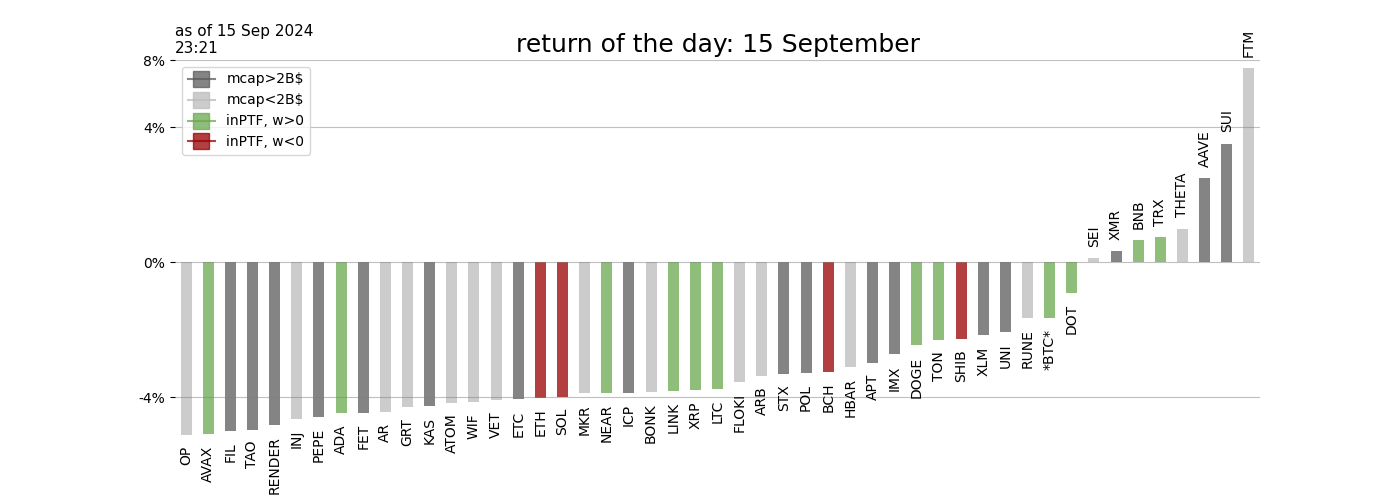 as of 15 Sep 2024
23:21
return of the day: 15 September
8%
4%
0%
-4%
mcap>2B$
mcap<2B$
inPTF, w>0
inPTF, w<0
OP
AVAX
FIL
TAO
RENDER
INJ
PEPE
ADA
FET
AR
GRT
KAS
ATOM
WIF
VET
ETC
ETH
SOL
MKR
NEAR
ICP
BONK
LINK
XRP
LTC
FLOKI
ARB
STX
POL
BCH
HBAR
APT
IMX
DOGE
TON
SHIB
XLM
UNI
RUNE
*BTC*
DOT
SEI
XMR
BNB
TRX
THETA
AAVE
SUI
FTM